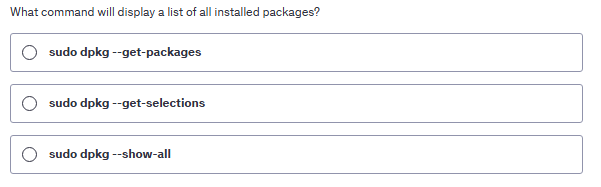 What command will display a list of all installed packages?
sudo dpkg --get-packages
sudo dpkg --get-selections
sudo dpkg --show-all